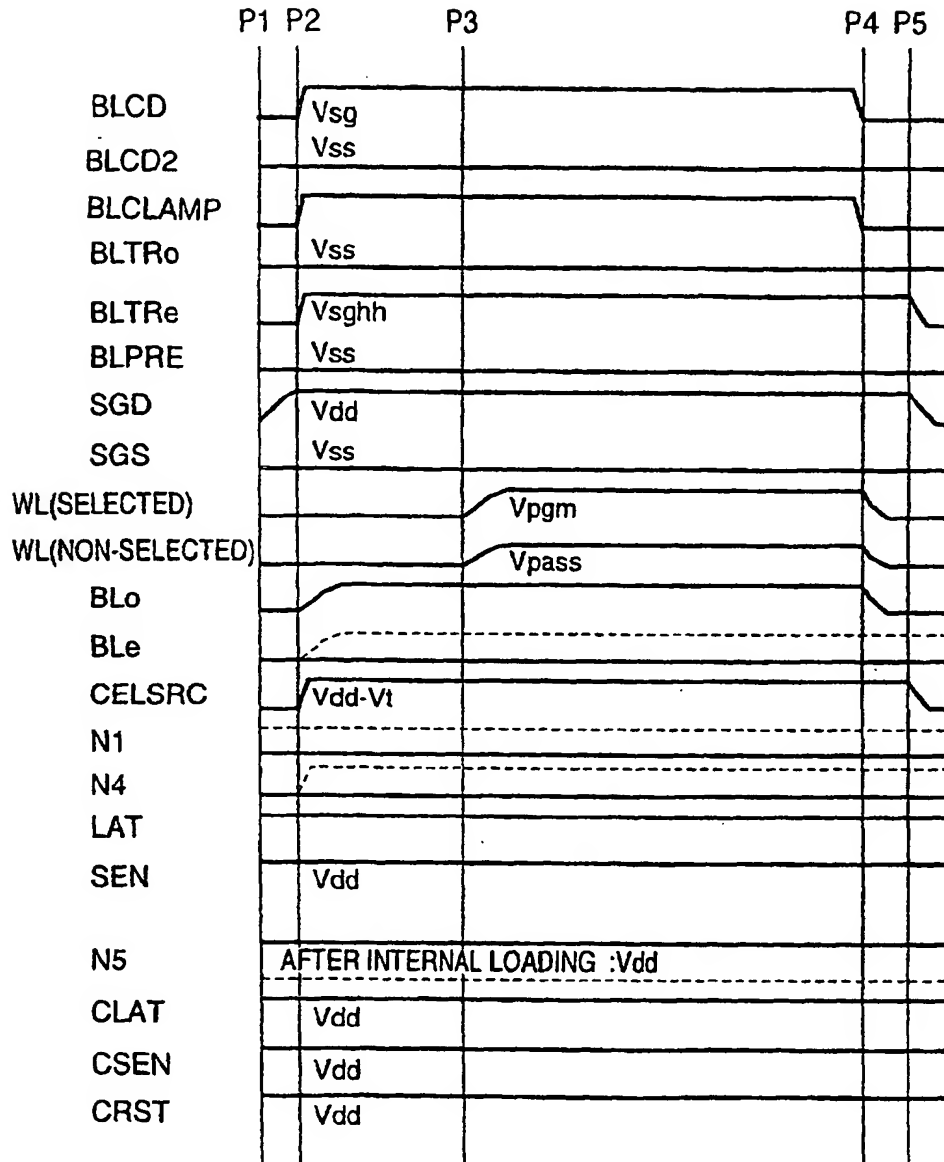 P1 P2 P3 P4 P5
BLCD Vsg
BLCD2 Vss
BLCLAMP
BLTRo Vss
BLTRe Vsghh
BLPRE Vss
SGD Vdd
SGS Vss
WL(SELECTED) Vpgm
WL(NON-SELECTED) Vpass
BLo
BLe
CELSRC Vdd-Vt
N1
N4
LAT
SEN Vdd
N5 AFTER INTERNAL LOADING :Vdd
CLAT Vdd
CSEN Vdd
CRST Vdd